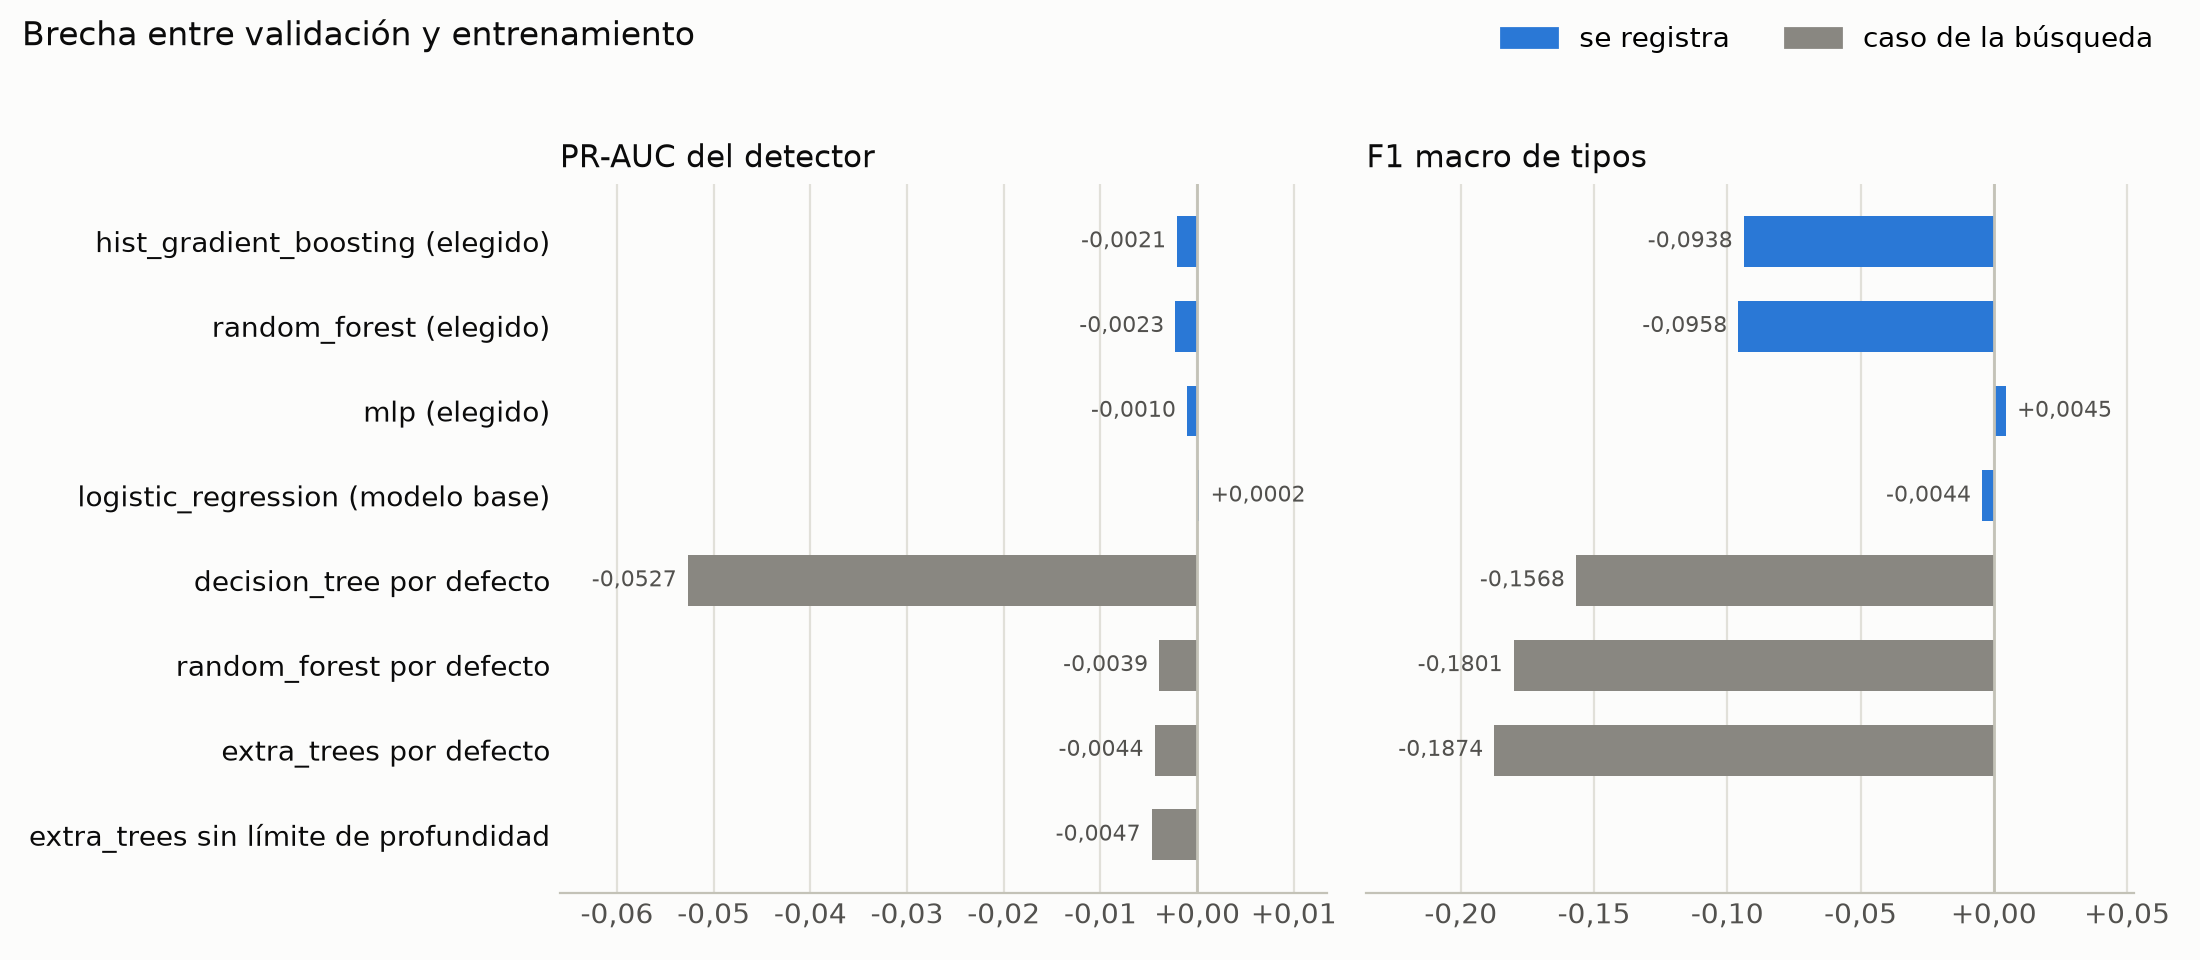 Brecha entre validación y entrenamiento
se registra
caso de la búsqueda
PR-AUC del detector
F1 macro de tipos
hist_gradient_boosting (elegido)
-0,0021
-0,0938
random_forest (elegido)
-0,0023
-0,0958
mlp (elegido)
-0,0010
+0,0045
logistic_regression (modelo base)
+0,0002
-0,0044
decision_tree por defecto
-0,0527
-0,1568
random_forest por defecto
-0,0039
-0,1801
extra_trees por defecto
-0,0044
-0,1874
extra_trees sin límite de profundidad
-0,0047
-0,06 -0,05 -0,04 -0,03 -0,02 -0,01 +0,00 +0,01
-0,20 -0,15 -0,10 -0,05 +0,00 +0,05